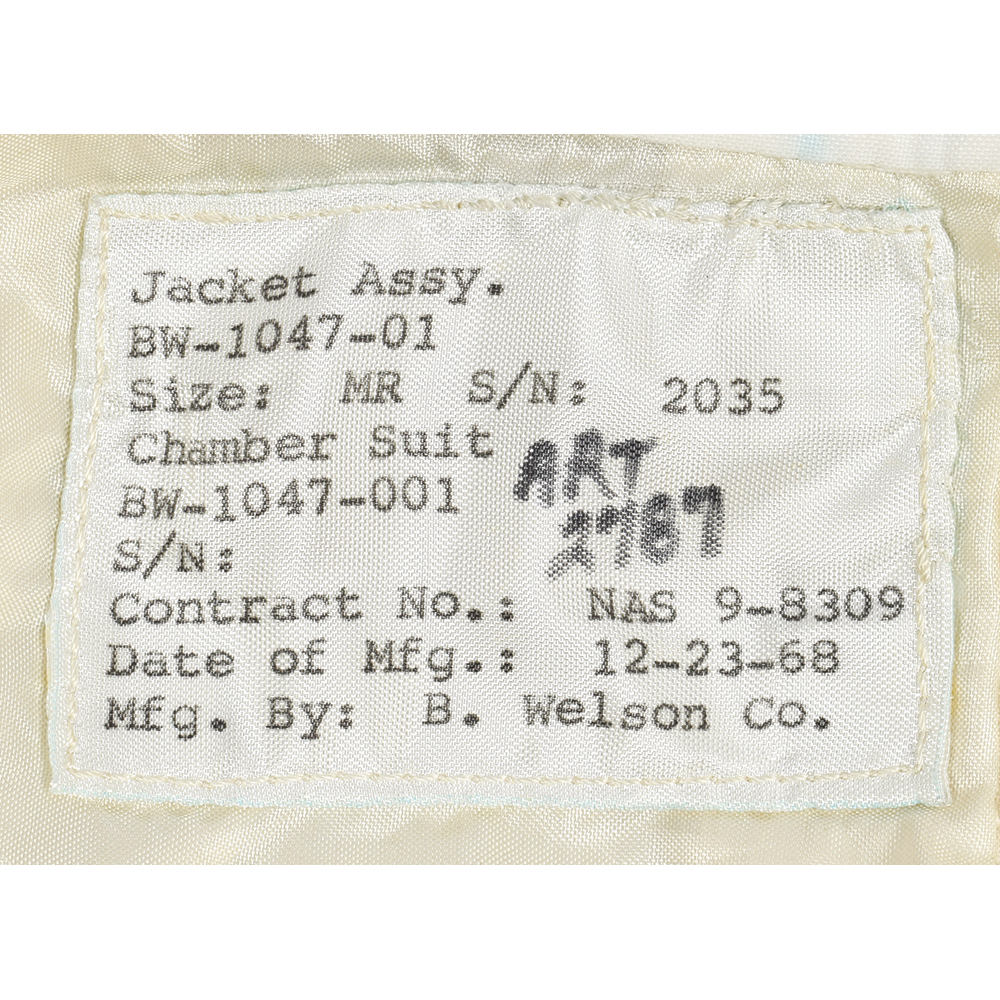 Jacket Assy.
BW-1047-01
Size: MR S/N: 2035
Chamber Suit
BW-1047-001
ART
2787
S/N:
Contract No.: NAS 9-8309
Date of Mfg.: 12-23-68
Mfg. By: B. Welson Co.